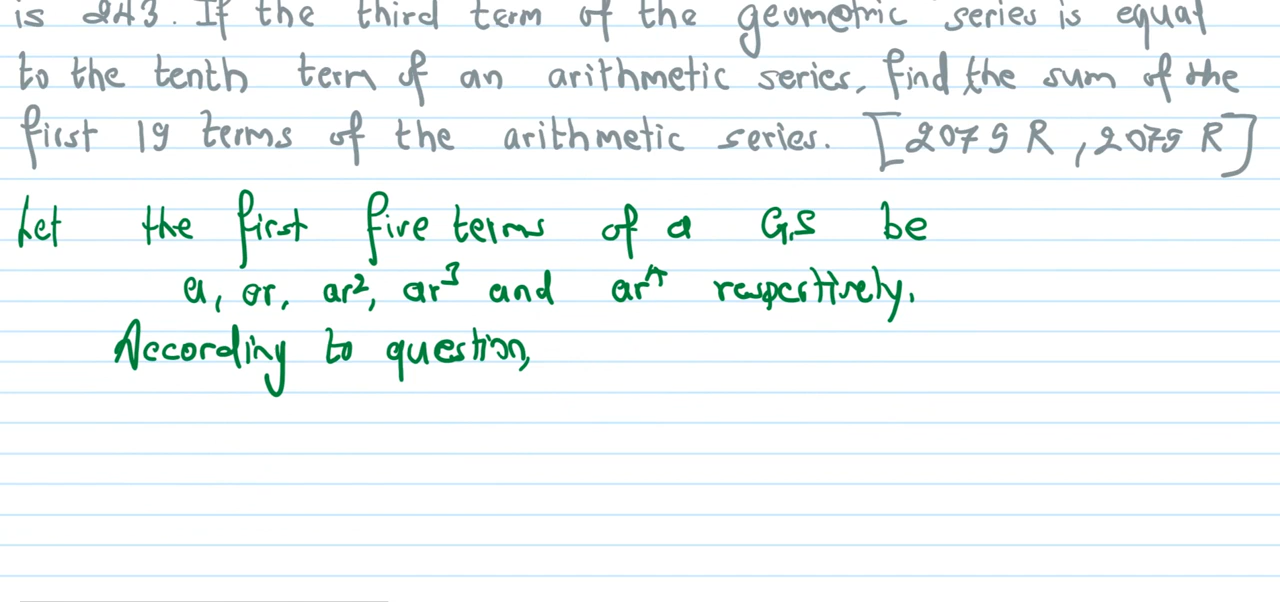 is 243. If the third term of the geometric series is equal
to the tenth term of an arithmetic series, find the sum of the
first 19 terms of the arithmetic series. [2079 R, 2075 R]
Let the first five terms of a G.S be
a, ar, ar², ar³ and ar⁴ respectively.
According to question,